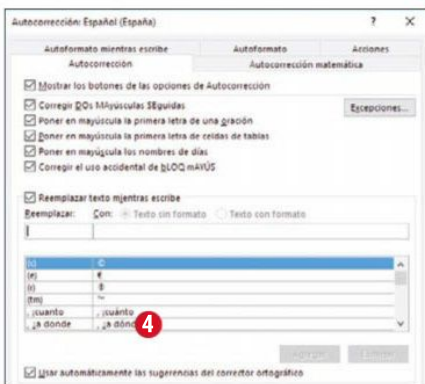 Autocorrección: Español (España) ? ×
Autoformato mientras escribe Autoformato Acciones
Autocorrección Autocorrección matemática
Mostrar los botones de las opciones de Autocorrección
Corregir DOs MAyúsculas SEguidas Excepciones...
Poner en mayúscula la primera letra de una oración
Poner en mayúscula la primera letra de celdas de tablas
Poner en mayúscula los nombres de días
Corregir el uso accidental de bLOQ mAYÚS
Reemplazar texto mientras escribe
Reemplazar: Con: Texto sin formato Texto con formato
(c) ©
(e) €
(r) ®
(tm) ™
, ¿cuanto , ¿cuánto
, ¿a donde , ¿a dónd
4
Agregar Eliminar
Usar automáticamente las sugerencias del corrector ortográfico